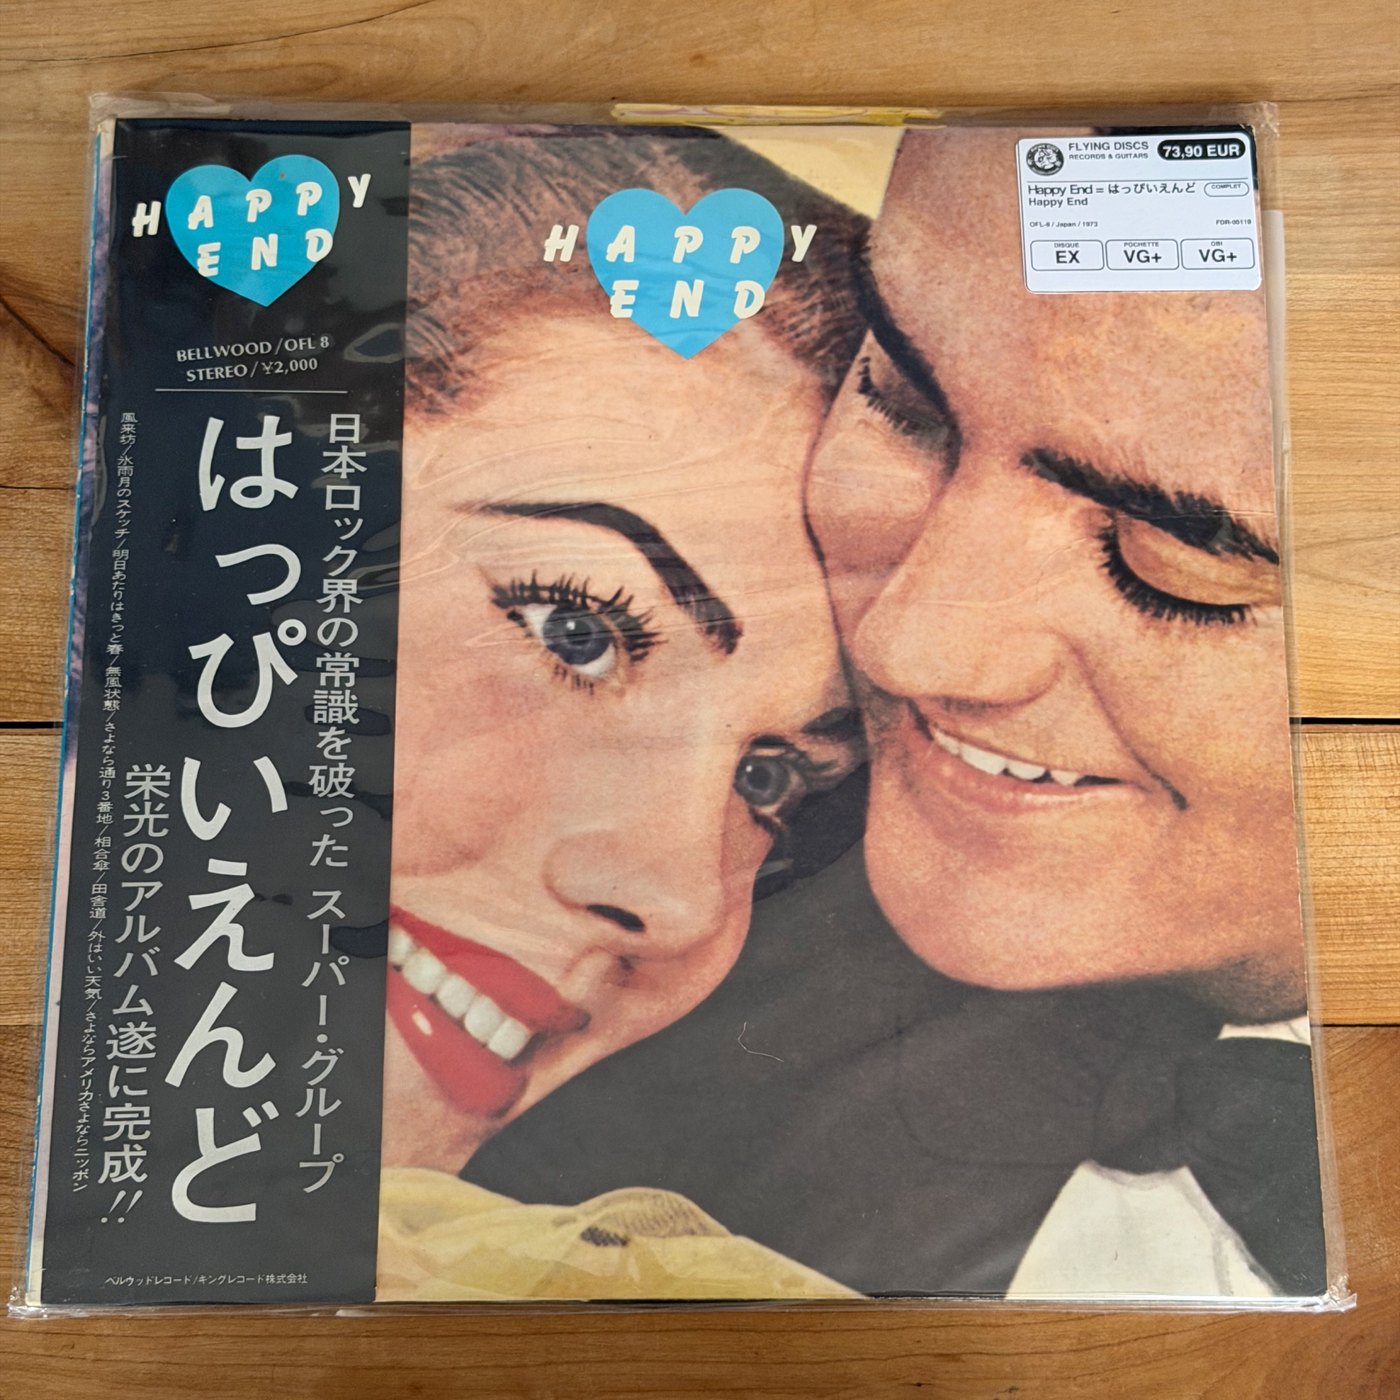 HAPPY
END
BELLWOOD/OFL 8
STEREO/¥2,000
日本ロック界の常識を破った スーパー・グループ
はっぴいえんど
栄光のアルバム遂に完成!!
風来坊/氷雨月のスケッチ/明日あたりはきっと春/無風状態/さよなら通り3番地/相合傘/田舎道/外はいい天気/さよならアメリカさよならニッポン
ベルウッドレコード/キングレコード株式会社
HAPPY
END
FLYING DISCS
RECORDS & GUITARS
73,90 EUR
Happy End = はっぴいえんど
COMPLET
Happy End
OFL-8 / Japan / 1973
FDR-00119
DISQUE
EX
POCHETTE
VG+
OBI
VG+